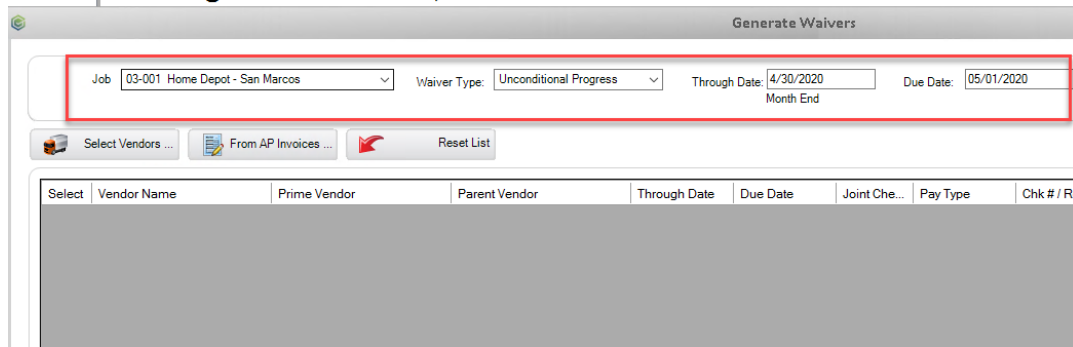 Generate Waivers
Job 03-001 Home Depot - San Marcos Waiver Type: Unconditional Progress Through Date: 4/30/2020 Due Date: 05/01/2020
Month End
Select Vendors ... From AP Invoices ... Reset List
Select Vendor Name Prime Vendor Parent Vendor Through Date Due Date Joint Che... Pay Type Chk # / R